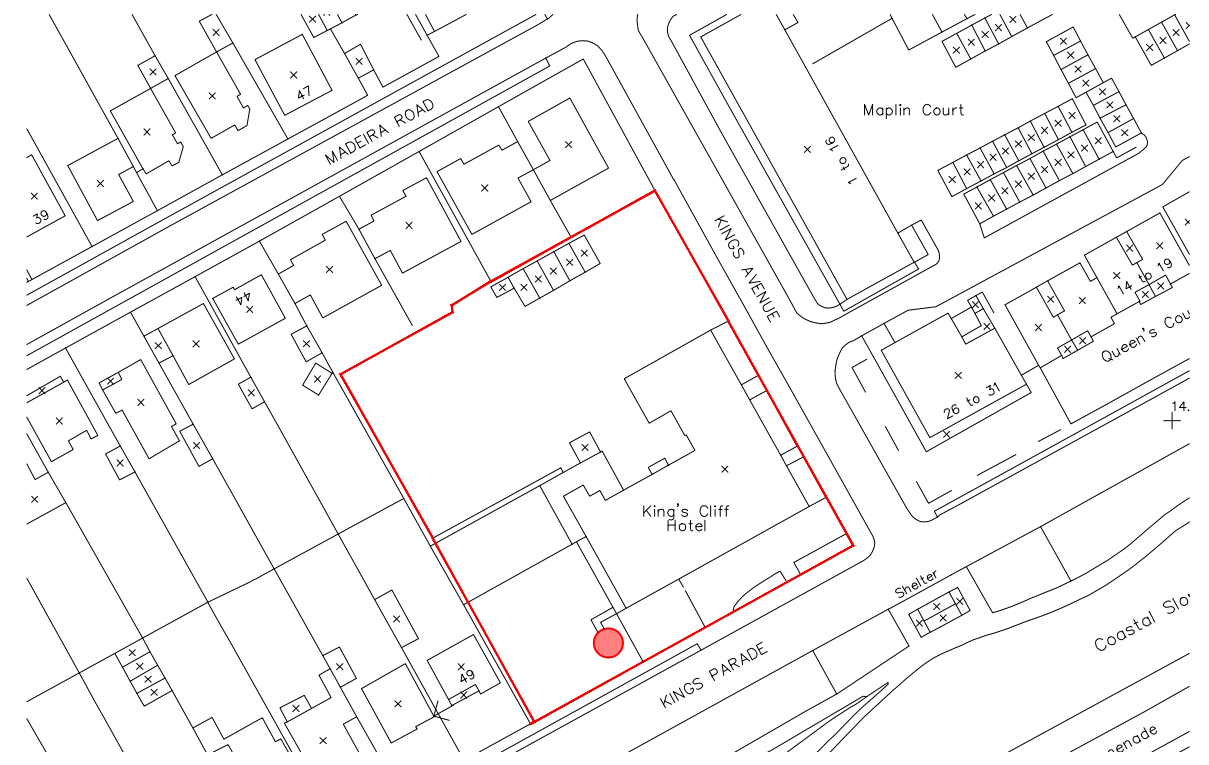 47
MADEIRA ROAD
Maplin Court
1 to 16
39
KINGS AVENUE
44
14 to 19
Queen's Cou
26 to 31
14.
King's Cliff
Hotel
Shelter
Coastal Slo
49
KINGS PARADE
enade